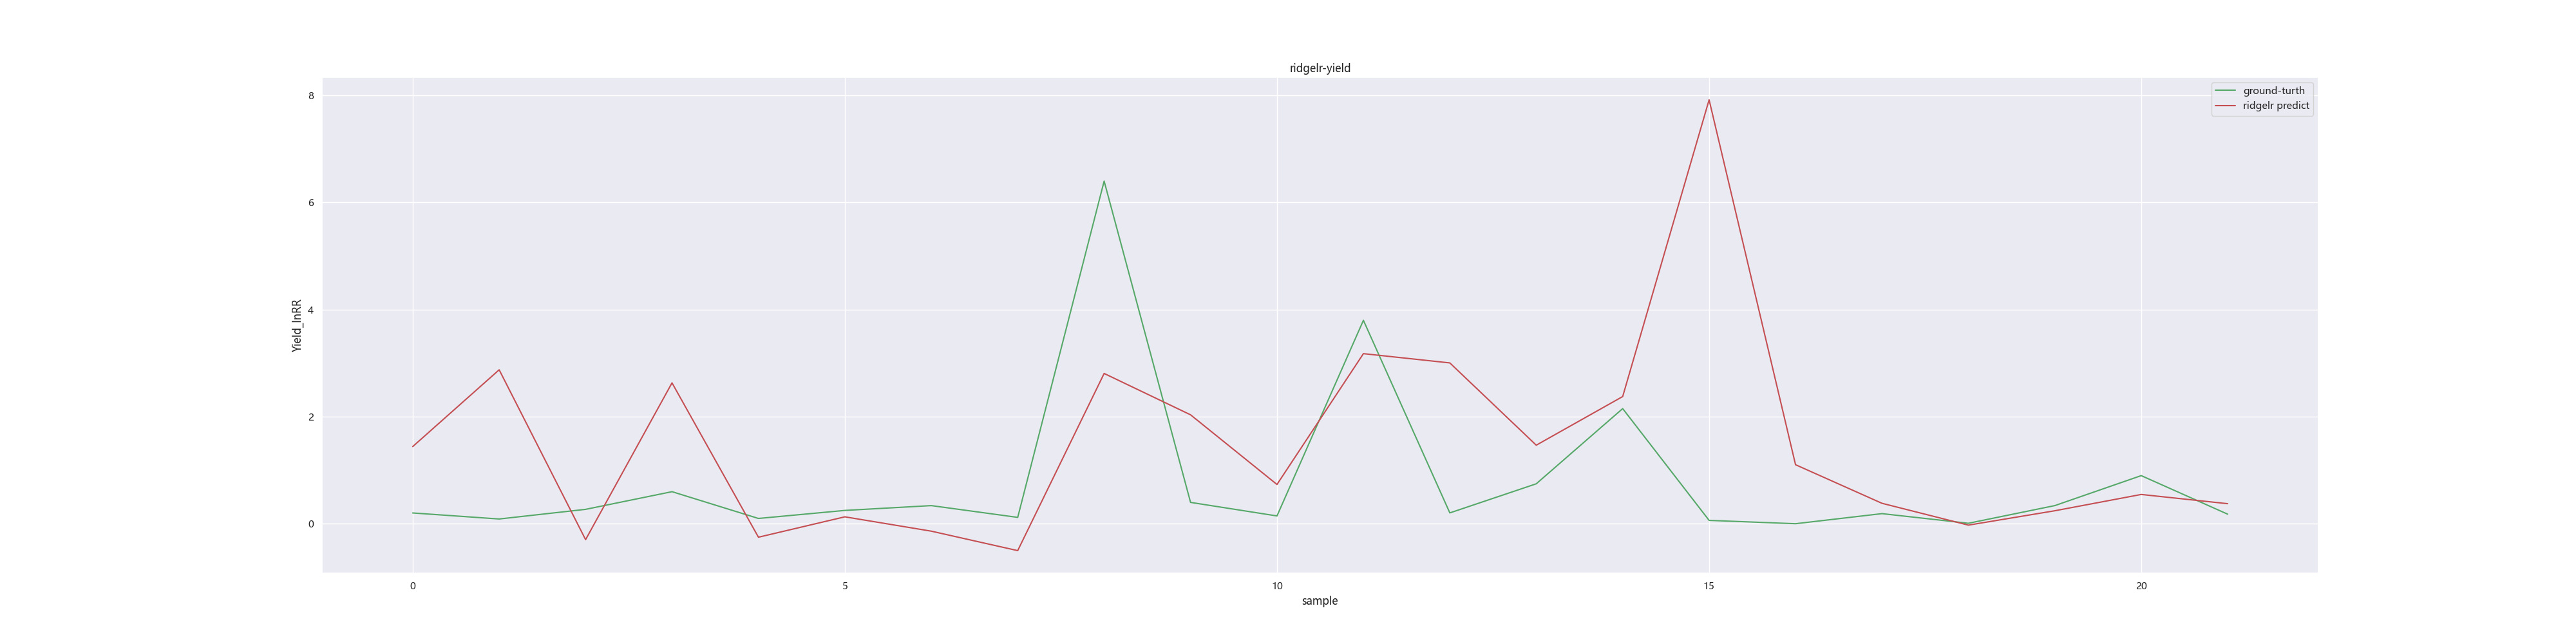 ridgelr-yield
ground-turth
ridgelr predict
8
6
4
2
0
Yield_lnRR
0 5 10 15 20
sample